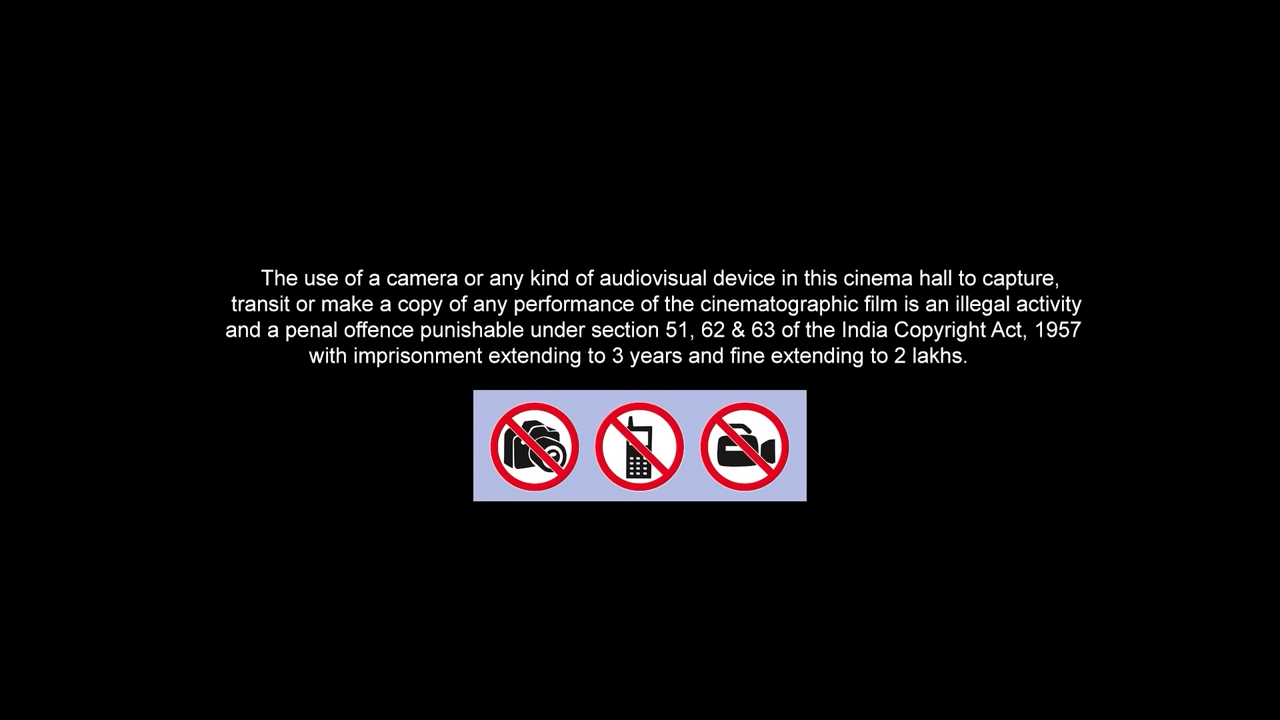 The use of a camera or any kind of audiovisual device in this cinema hall to capture,
transit or make a copy of any performance of the cinematographic film is an illegal activity
and a penal offence punishable under section 51, 62 & 63 of the India Copyright Act, 1957
with imprisonment extending to 3 years and fine extending to 2 lakhs.